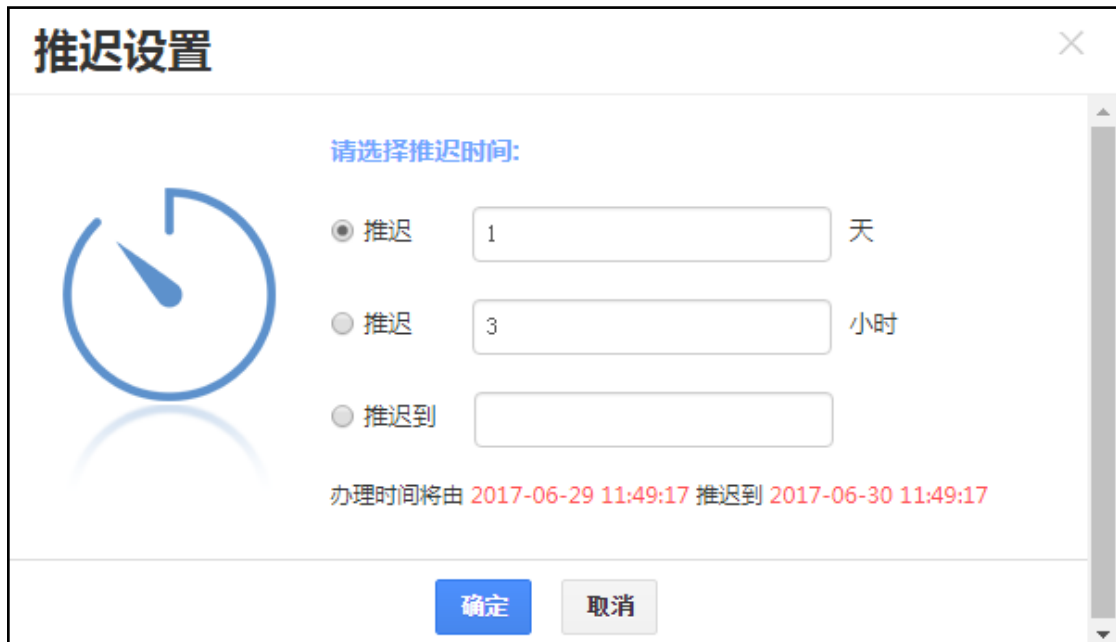 推迟设置
请选择推迟时间:
推迟 1 天
推迟 3 小时
推迟到
办理时间将由 2017-06-29 11:49:17 推迟到 2017-06-30 11:49:17
确定 取消